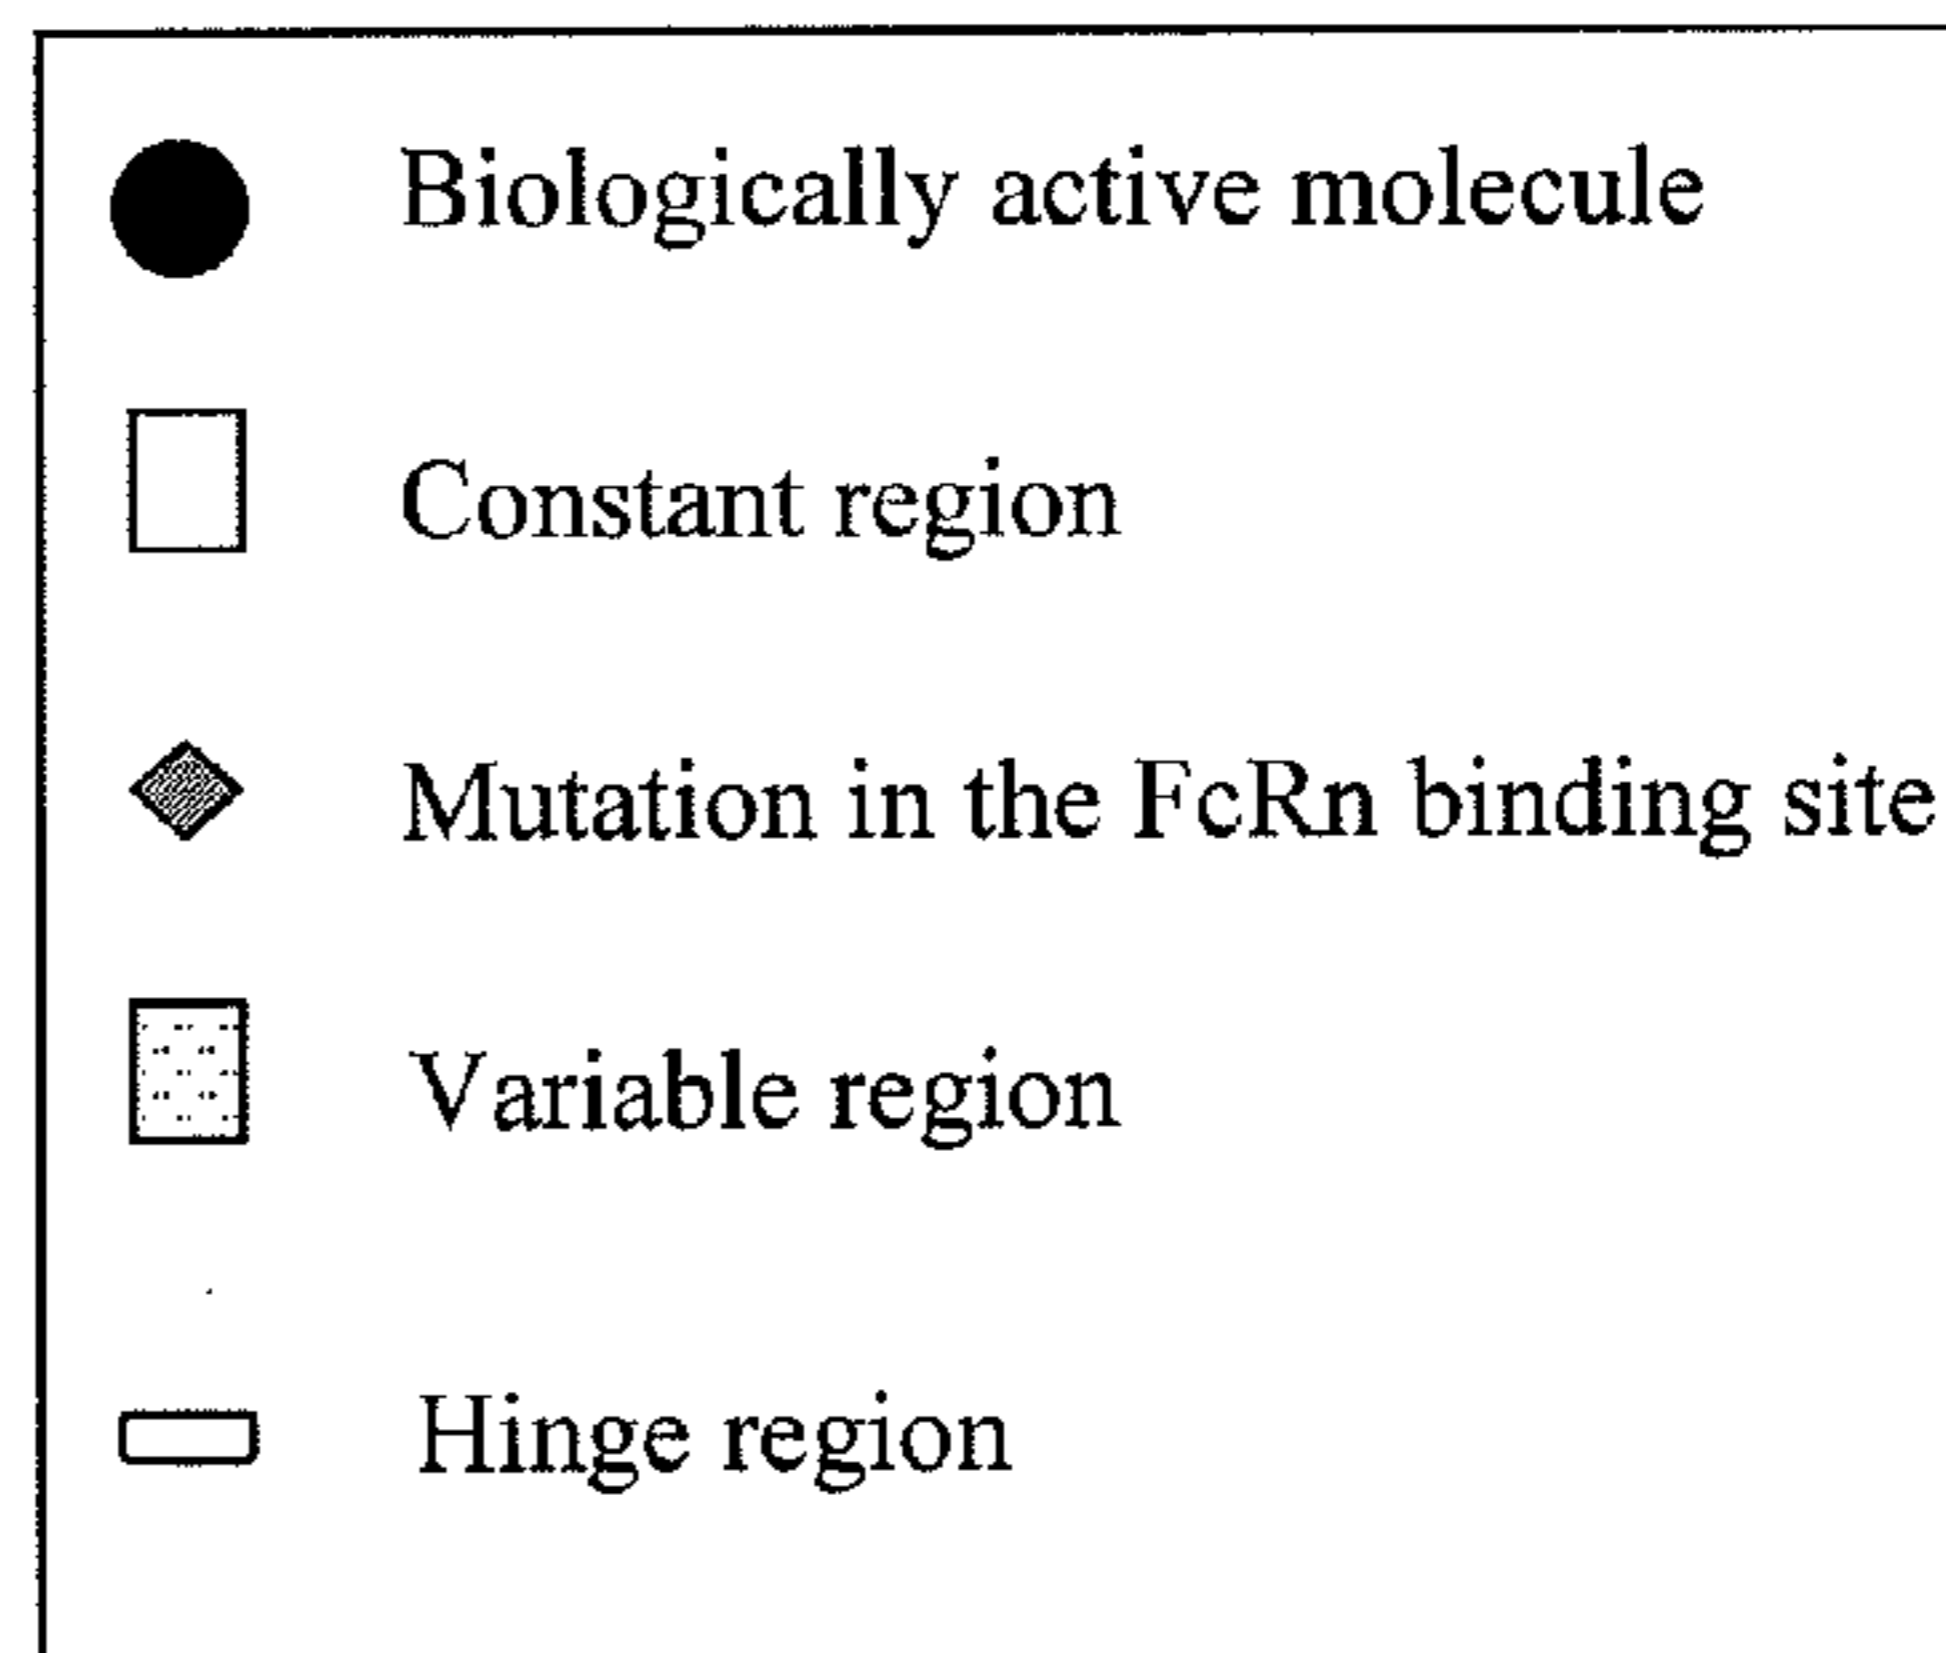 Biologically active molecule
Constant region
Mutation in the FcRn binding site
Variable region
Hinge region